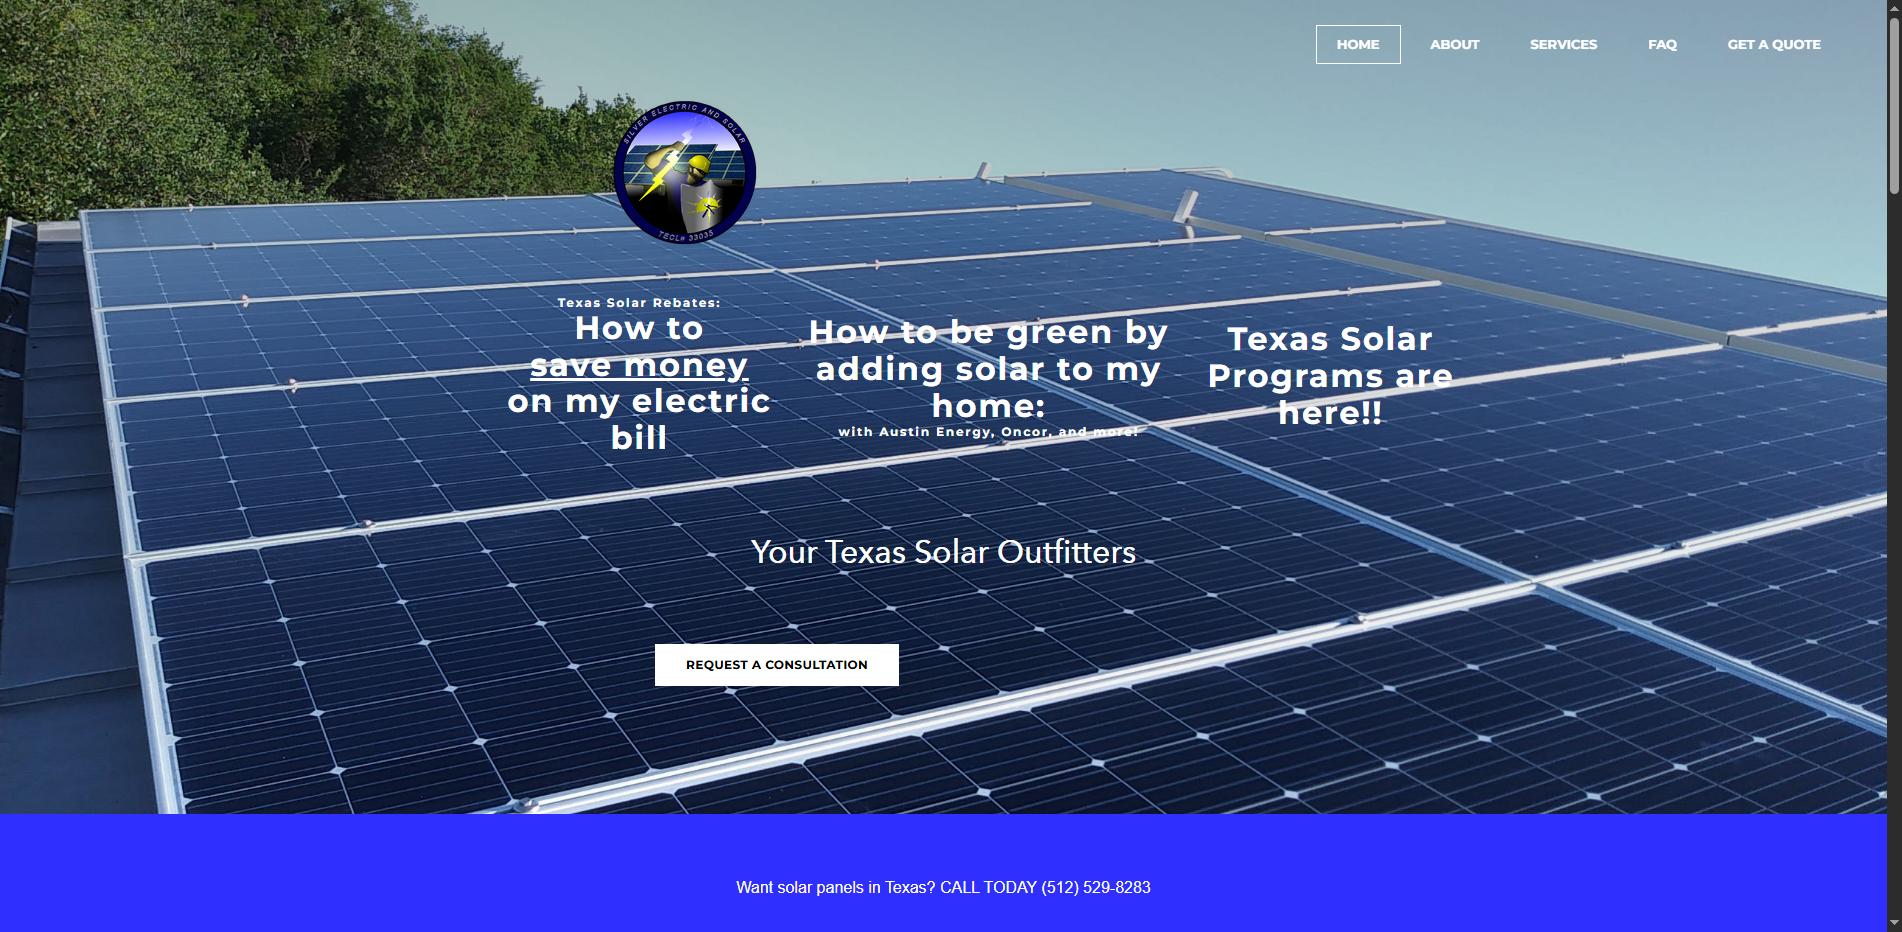 HOME
ABOUT
SERVICES
FAQ
GET A QUOTE
SILVER ELECTRIC AND SOLAR
TECL# 33035
Texas Solar Rebates:
How to
save money
on my electric
bill
How to be green by
adding solar to my
home:
with Austin Energy, Oncor, and more!
Texas Solar
Programs are
here!!
Your Texas Solar Outfitters
REQUEST A CONSULTATION
Want solar panels in Texas? CALL TODAY (512) 529-8283